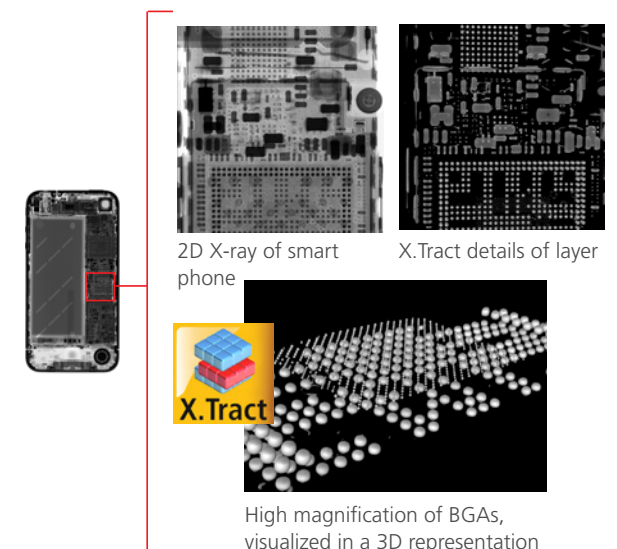 2D X-ray of smart
phone
X.Tract details of layer
X.Tract
High magnification of BGAs,
visualized in a 3D representation